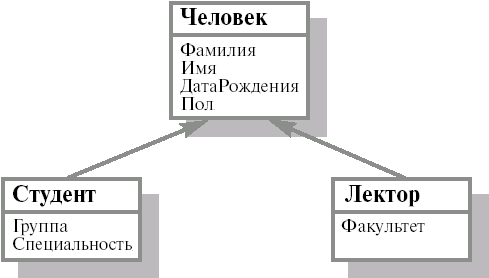 Человек
Фамилия
Имя
ДатаРождения
Пол
Студент
Группа
Специальность
Лектор
Факультет